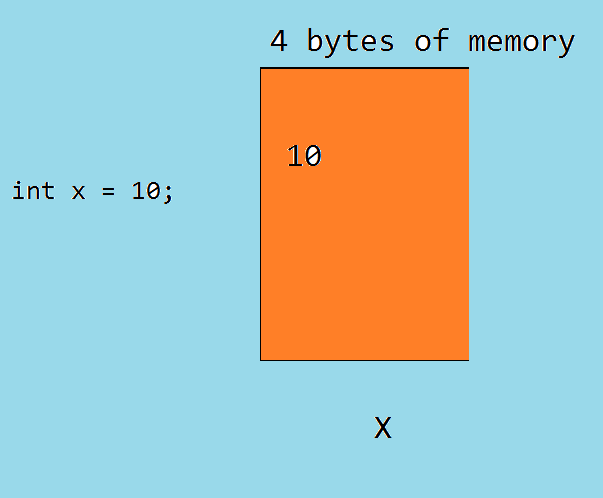 4 bytes of memory
10
int x = 10;
X